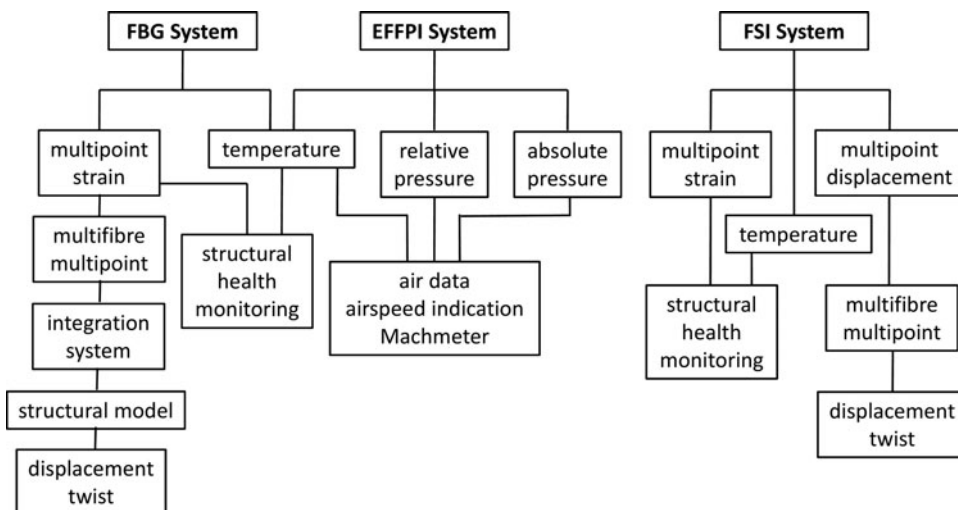 FBG System
EFFPI System
FSI System
multipoint
strain
temperature
relative
pressure
absolute
pressure
multipoint
strain
multipoint
displacement
temperature
multifibre
multipoint
structural
health
monitoring
air data
airspeed indication
Machmeter
structural
health
monitoring
multifibre
multipoint
integration
system
structural model
displacement
twist
displacement
twist